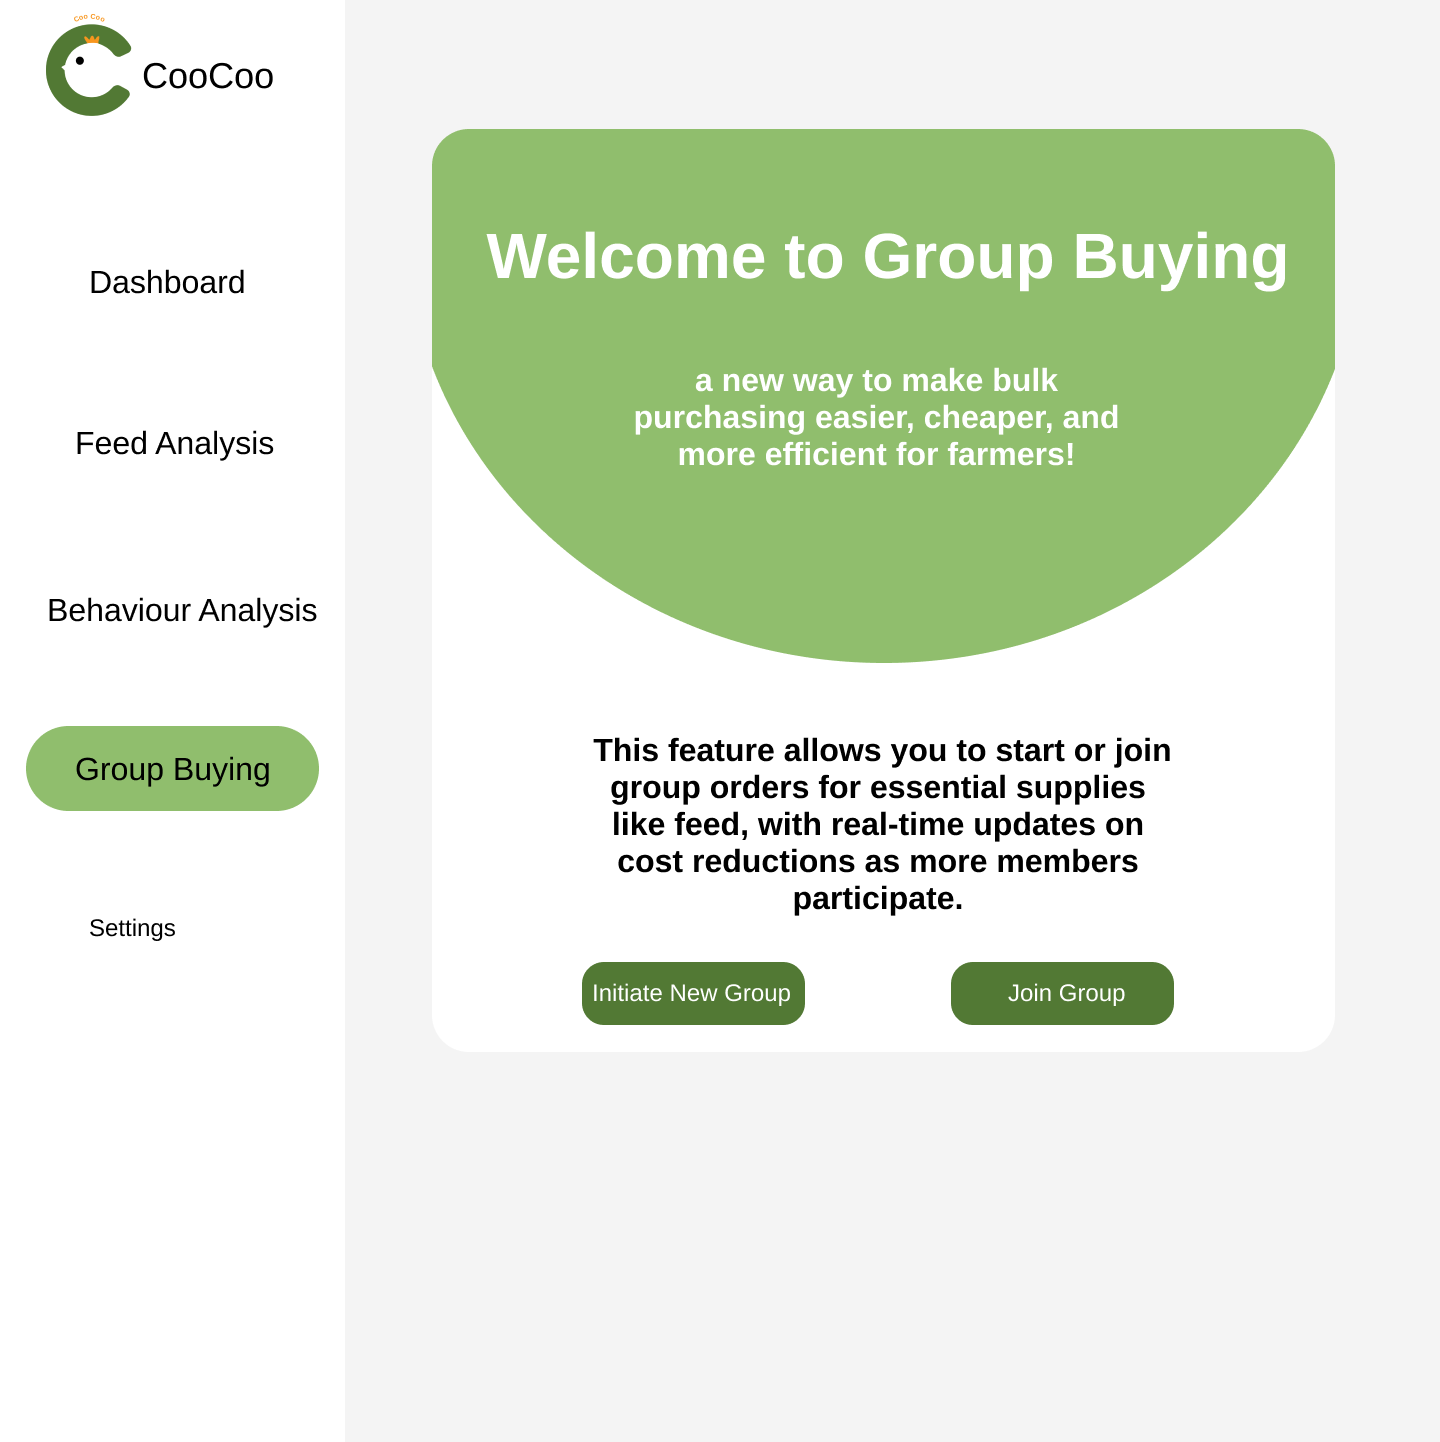 Coo Coo
CooCoo
Dashboard
Feed Analysis
Behaviour Analysis
Group Buying
Settings
Welcome to Group Buying
a new way to make bulk
purchasing easier, cheaper, and
more efficient for farmers!
This feature allows you to start or join
group orders for essential supplies
like feed, with real-time updates on
cost reductions as more members
participate.
Initiate New Group
Join Group